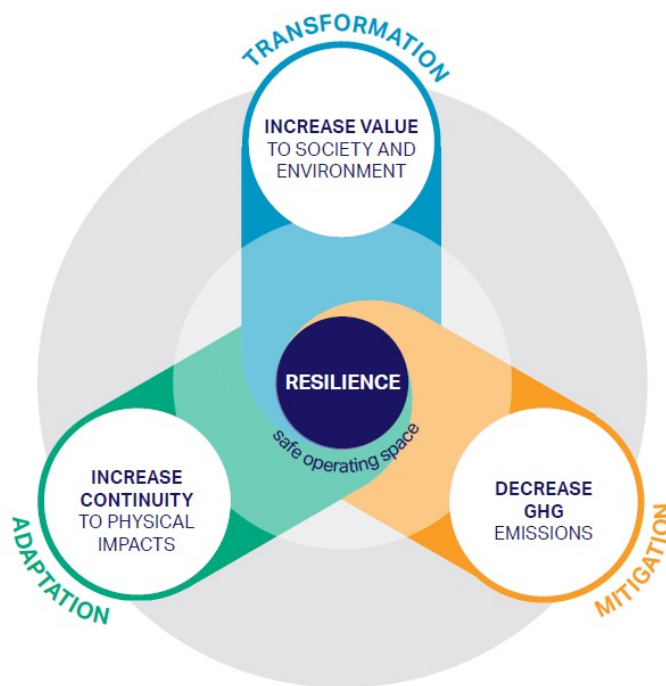 TRANSFORMATION
INCREASE VALUE
TO SOCIETY AND
ENVIRONMENT
RESILIENCE
safe operating space
INCREASE
CONTINUITY
TO PHYSICAL
IMPACTS
ADAPTATION
DECREASE
GHG
EMISSIONS
MITIGATION